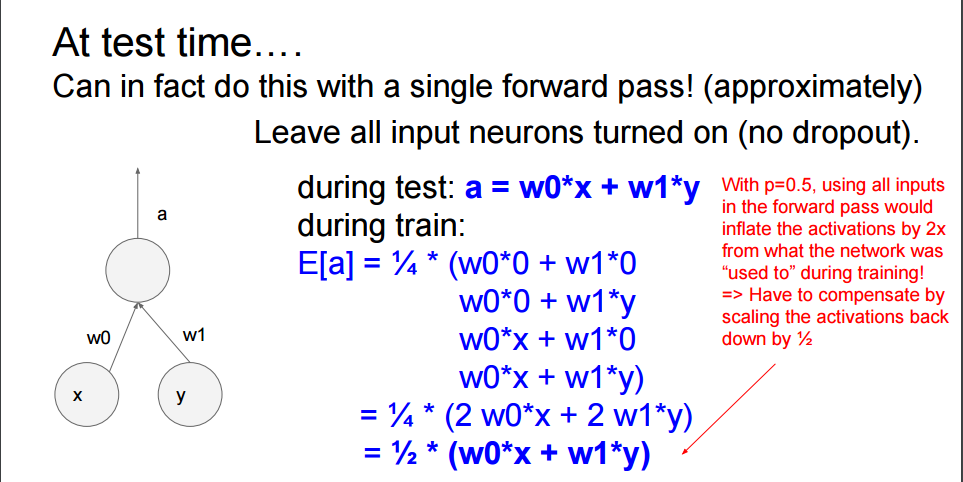 At test time….
Can in fact do this with a single forward pass! (approximately)
Leave all input neurons turned on (no dropout).
a
w0
w1
x
y
during test: a = w0*x + w1*y
during train:
E[a] = ¼ * (w0*0 + w1*0
w0*0 + w1*y
w0*x + w1*0
w0*x + w1*y)
= ¼ * (2 w0*x + 2 w1*y)
= ½ * (w0*x + w1*y)
With p=0.5, using all inputs
in the forward pass would
inflate the activations by 2x
from what the network was
“used to” during training!
=> Have to compensate by
scaling the activations back
down by ½